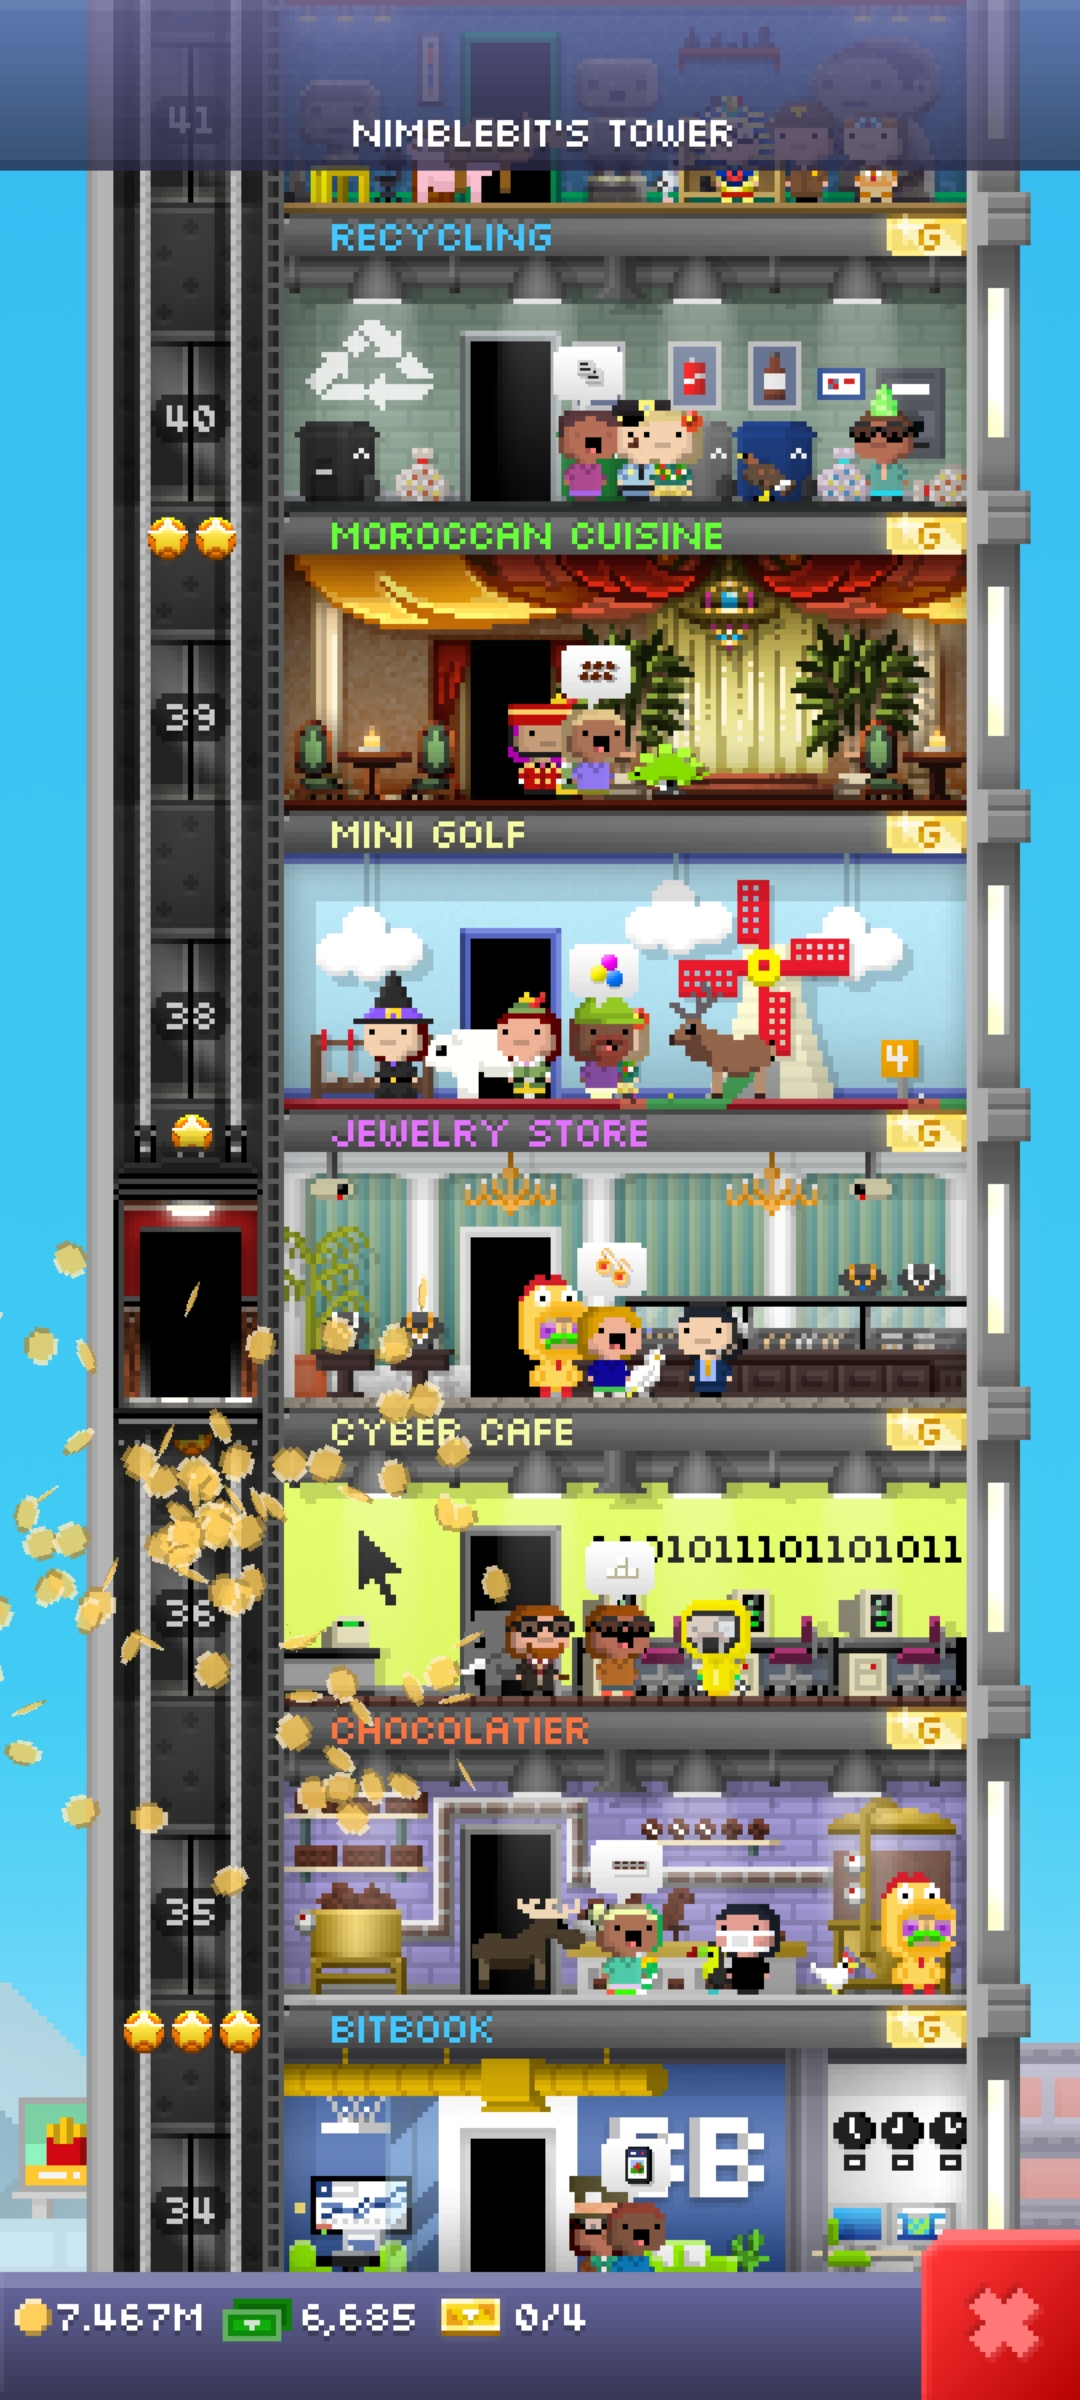 41
NIMBLEBIT'S TOWER
RECYCLING G
40
MOROCCAN CUISINE G
39
MINI GOLF G
38
4
JEWELRY STORE G
CYBER CAFE G
01011101101011
36
CHOCOLATIER G
35
BITBOOK G
B
34
7.467M 6,685 0/4